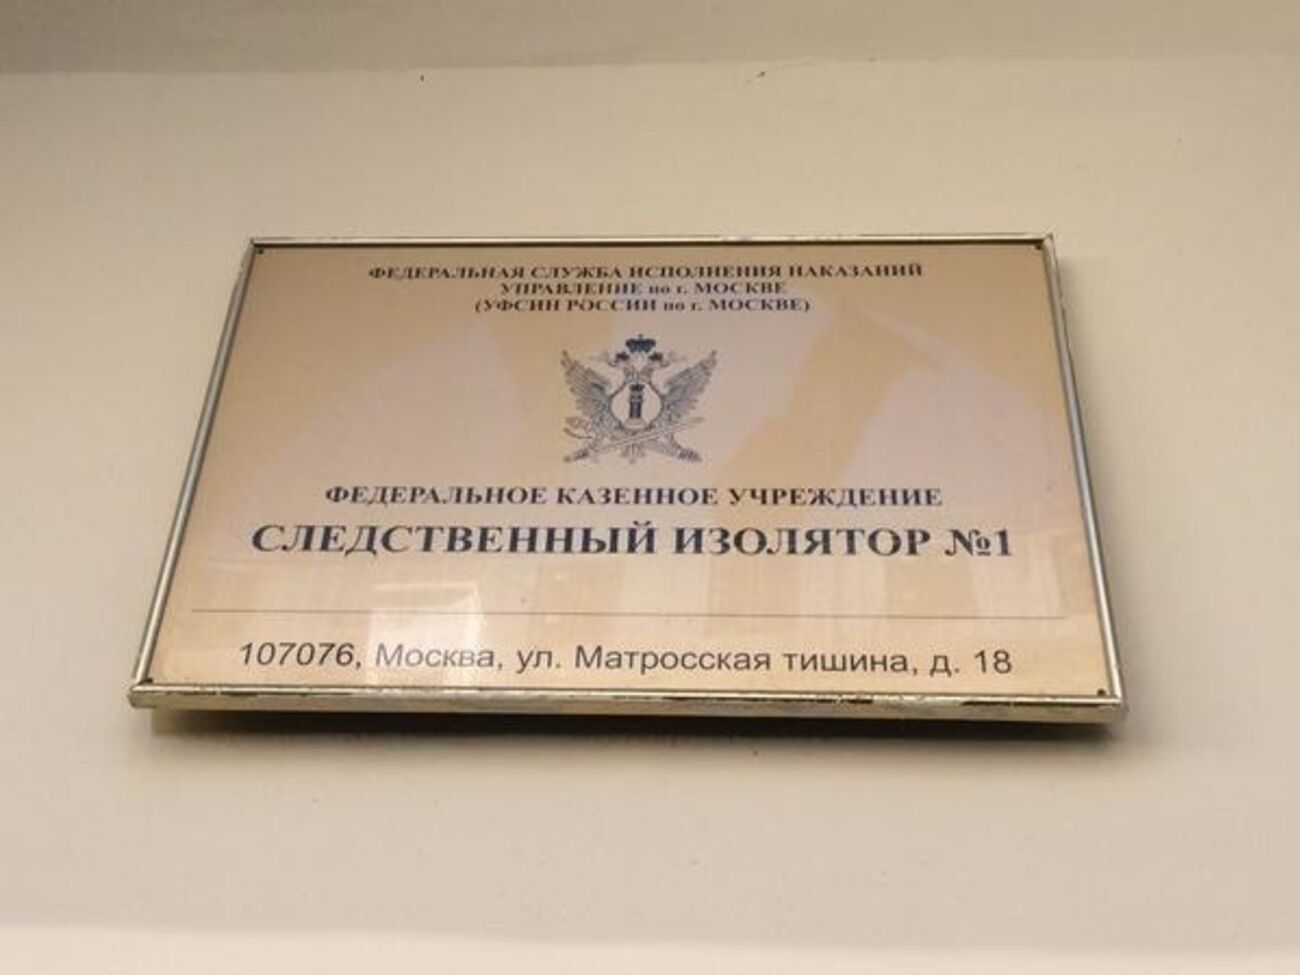 ФЕДЕРАЛЬНАЯ СЛУЖБА ИСПОЛНЕНИЯ НАКАЗАНИЙ
УПРАВЛЕНИЕ по г. МОСКВЕ
(УФСИН РОССИИ по г. МОСКВЕ)
ФЕДЕРАЛЬНОЕ КАЗЕННОЕ УЧРЕЖДЕНИЕ
СЛЕДСТВЕННЫЙ ИЗОЛЯТОР №1
107076, Москва, ул. Матросская тишина, д. 18